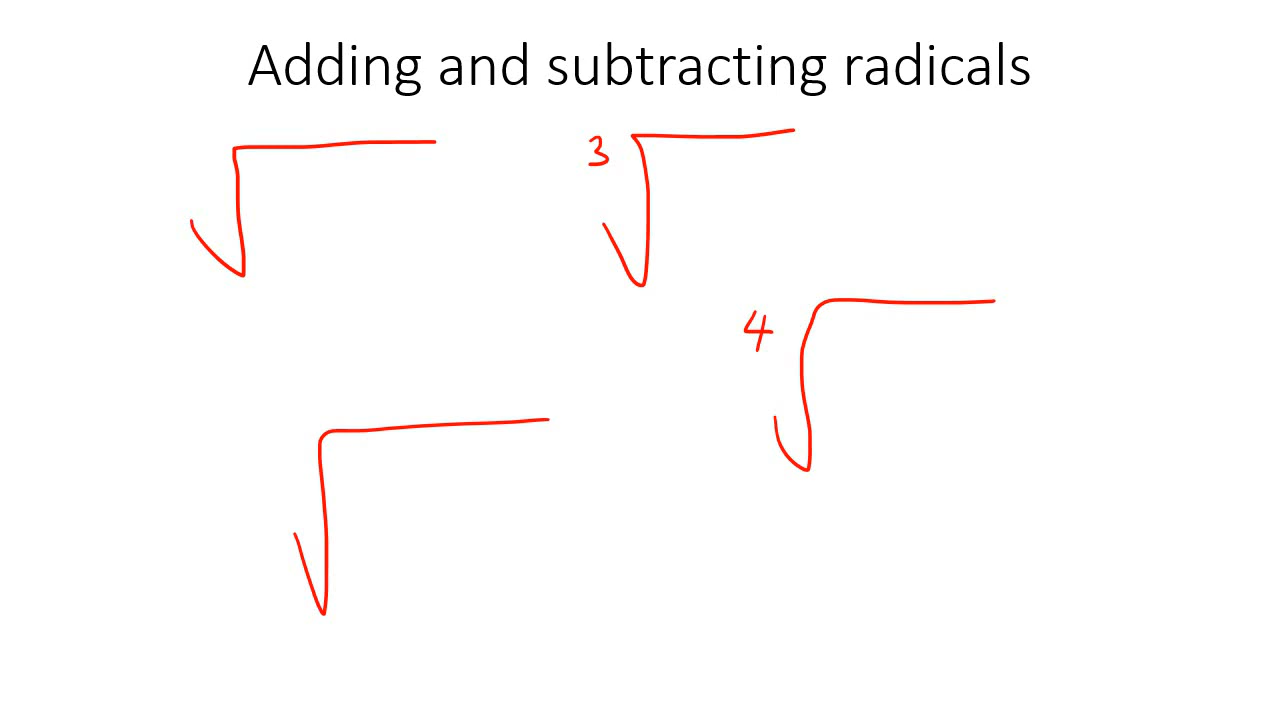 Adding and subtracting radicals
√ 3√
4√
√